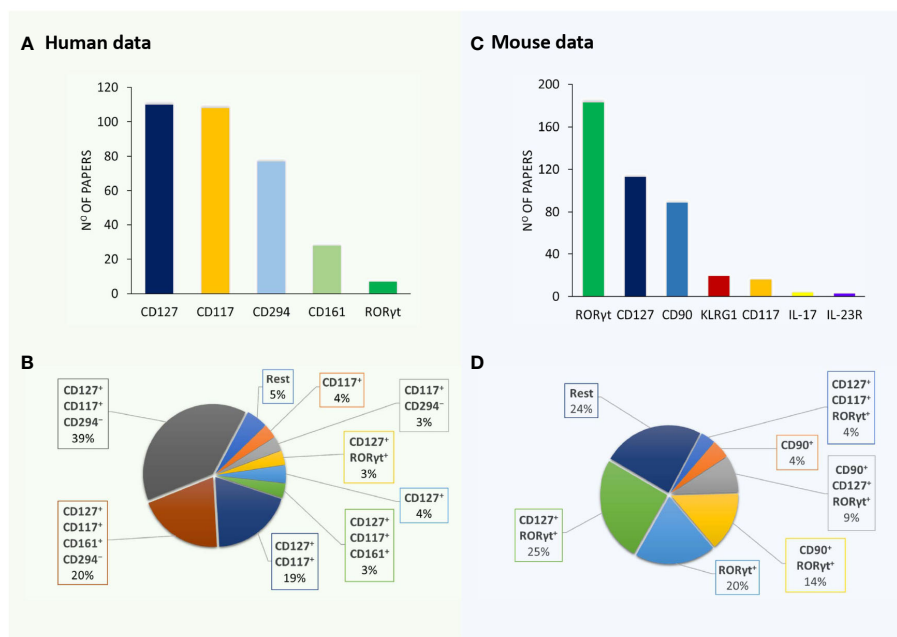 A Human data
120
100
80
60
40
20
0
Nº OF PAPERS
CD127 CD117 CD294 CD161 RORγt
B
CD127⁺
CD117⁺
CD294⁻
39%
Rest
5%
CD117⁺
4%
CD117⁺
CD294⁻
3%
CD127⁺
RORγt⁺
3%
CD127⁺
4%
CD127⁺
CD117⁺
CD161⁺
3%
CD127⁺
CD117⁺
19%
CD127⁺
CD117⁺
CD161⁺
CD294⁻
20%
C Mouse data
200
160
120
80
40
0
Nº OF PAPERS
RORγt CD127 CD90 KLRG1 CD117 IL-17 IL-23R
D
Rest
24%
CD127⁺
CD117⁺
RORγt⁺
4%
CD90⁺
4%
CD90⁺
CD127⁺
RORγt⁺
9%
CD90⁺
RORγt⁺
14%
RORγt⁺
20%
CD127⁺
RORγt⁺
25%